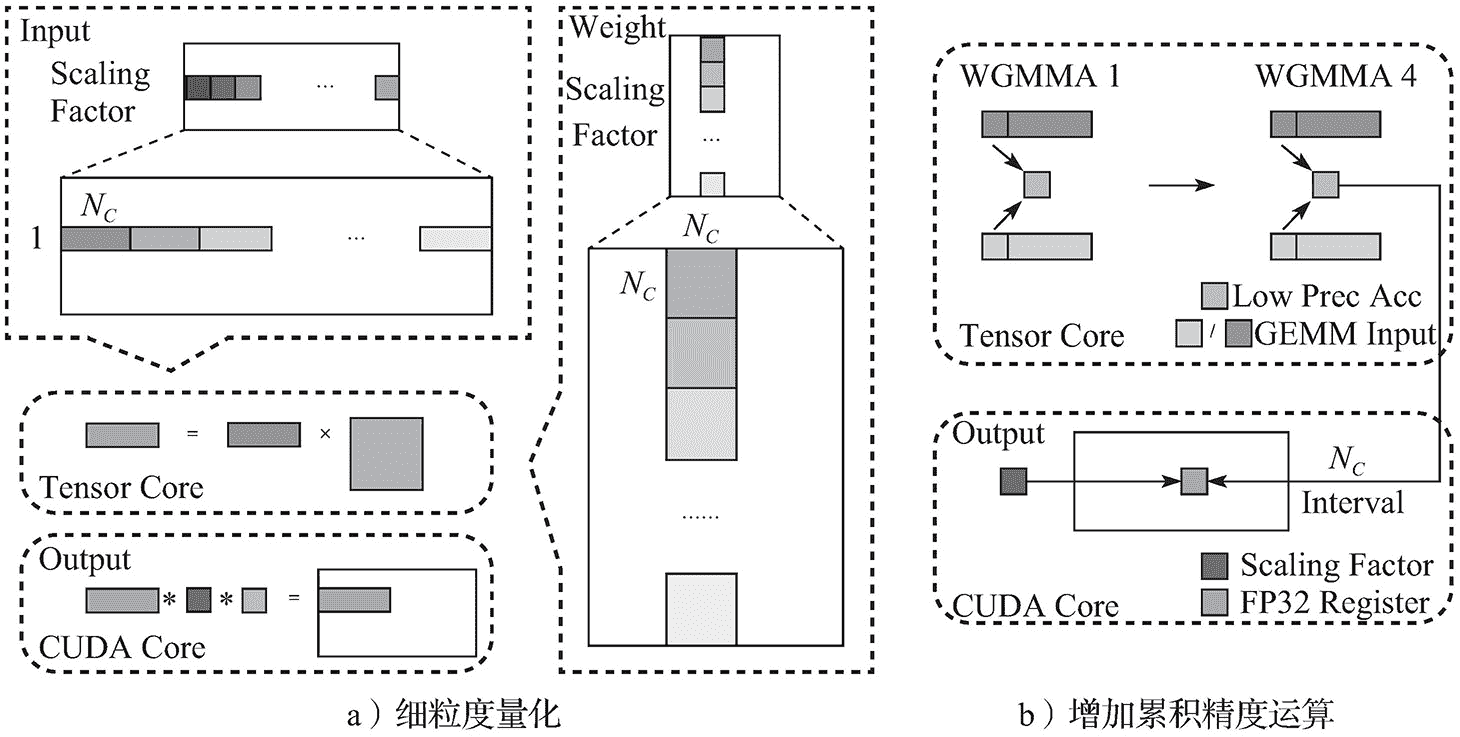 Input
Scaling
Factor
...
N_C
1
...
Weight
Scaling
Factor
...
N_C
N_C
......
= ×
Tensor Core
Output
* * =
CUDA Core
a）细粒度量化
WGMMA 1
WGMMA 4
Low Prec Acc
/ GEMM Input
Tensor Core
Output
N_C
Interval
Scaling Factor
FP32 Register
CUDA Core
b）增加累积精度运算